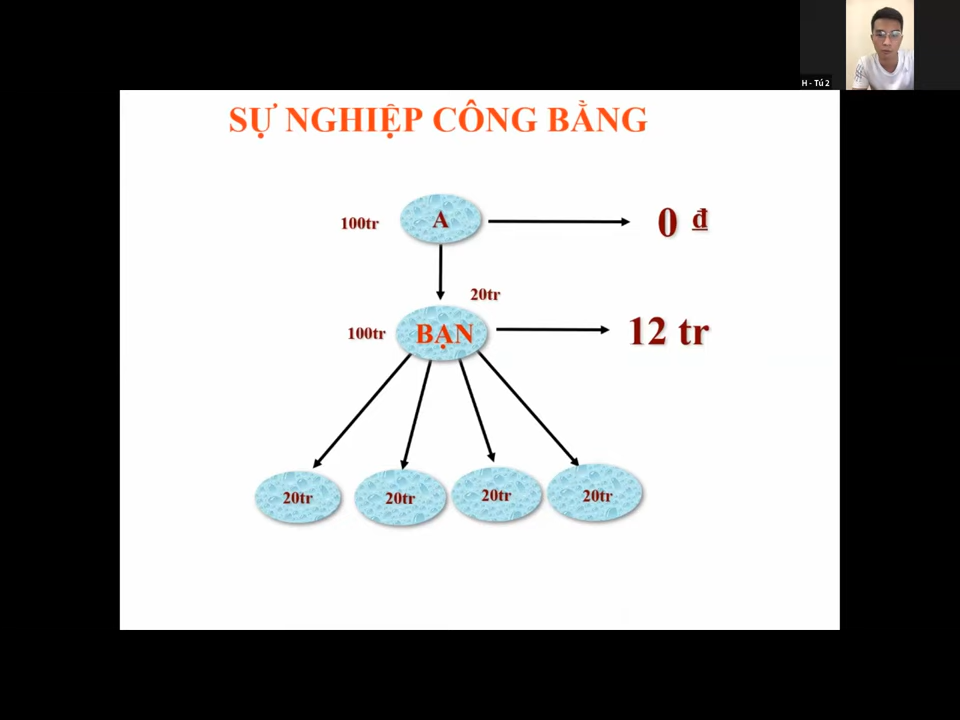 H - Tú 2
SỰ NGHIỆP CÔNG BẰNG
100tr
A
0 đ
20tr
100tr
BẠN
12 tr
20tr
20tr
20tr
20tr